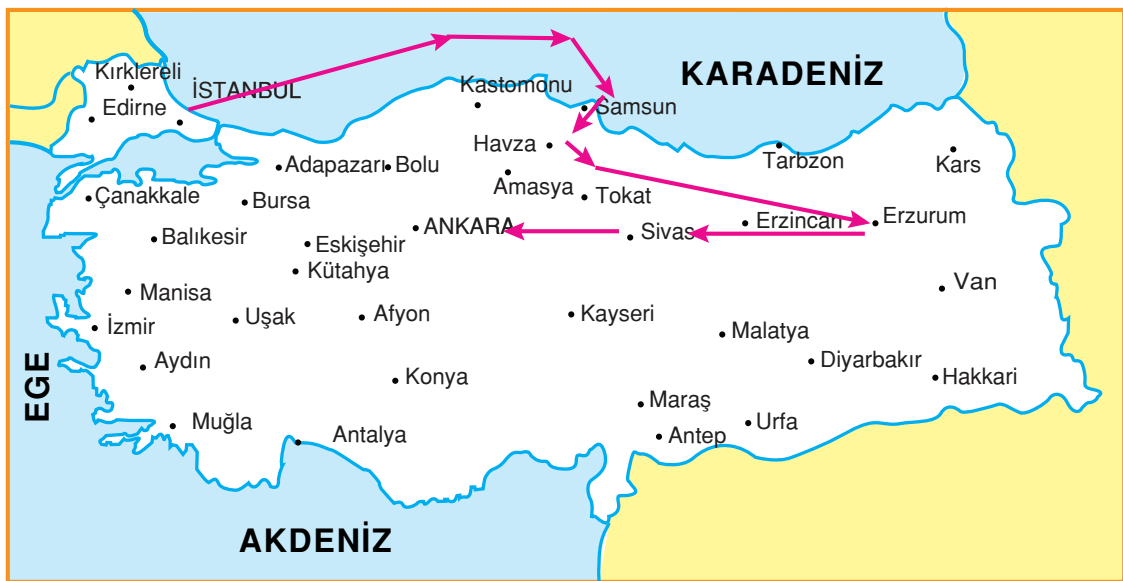 KARADENİZ
Kırklereli
İSTANBUL
Kastomonu
Edirne
Samsun
Havza
Tarbzon
Kars
Adapazarı
Bolu
Amasya
Tokat
Çanakkale
Bursa
ANKARA
Sivas
Erzincan
Erzurum
Balıkesir
Eskişehir
Kütahya
Van
Manisa
Uşak
Afyon
Kayseri
İzmir
Malatya
Aydın
Diyarbakır
Konya
Hakkari
EGE
Maraş
Muğla
Antalya
Antep
Urfa
AKDENİZ